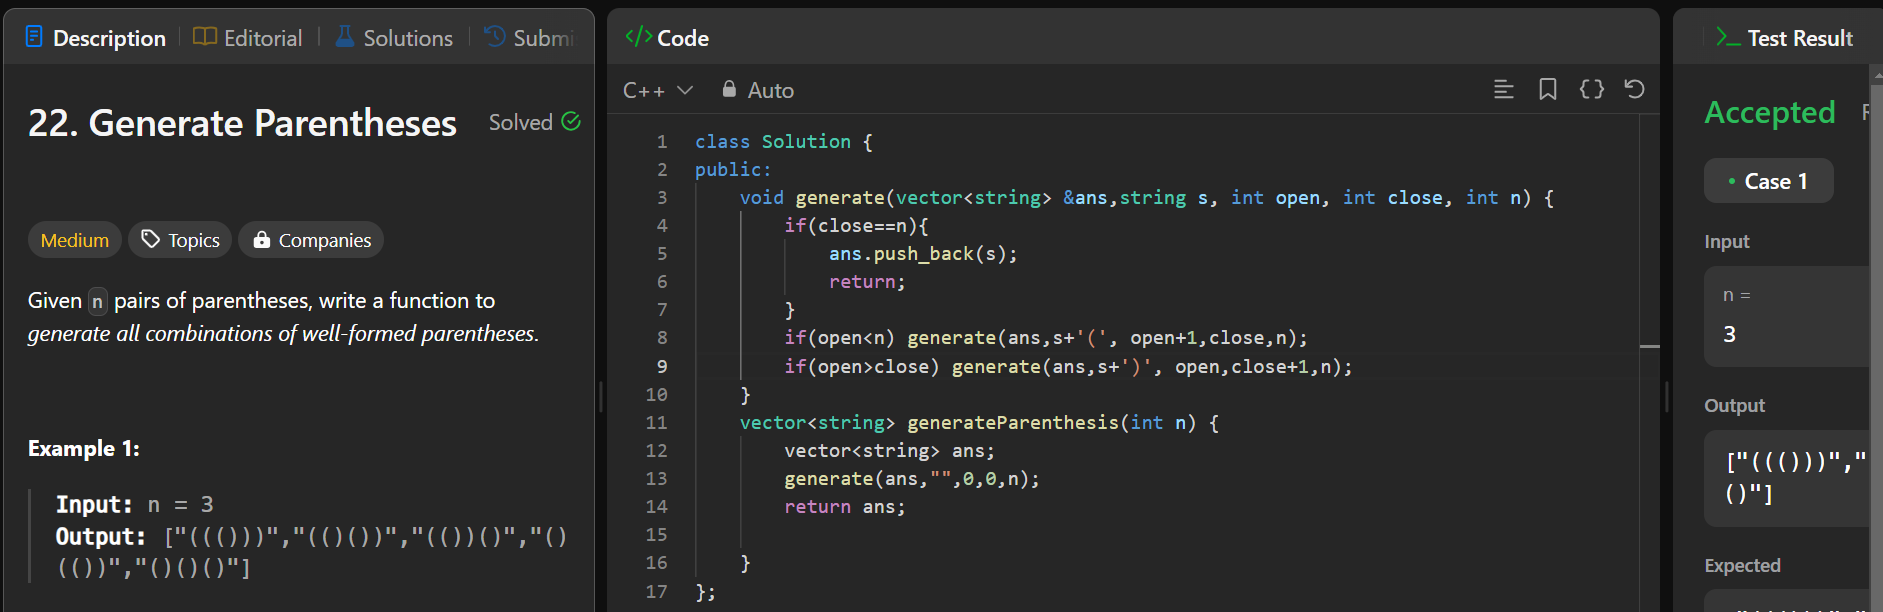 Description
Editorial
Solutions
Submi
22. Generate Parentheses
Solved
Medium
Topics
Companies
Given n pairs of parentheses, write a function to
generate all combinations of well-formed parentheses.
Example 1:
Input: n = 3
Output: ["((()))","(()())","(())()","()
(())","()()()"]
</> Code
C++
Auto
1 class Solution {
2 public:
3 void generate(vector<string> &ans,string s, int open, int close, int n) {
4 if(close==n){
5 ans.push_back(s);
6 return;
7 }
8 if(open<n) generate(ans,s+'(', open+1,close,n);
9 if(open>close) generate(ans,s+')', open,close+1,n);
10 }
11 vector<string> generateParenthesis(int n) {
12 vector<string> ans;
13 generate(ans,"",0,0,n);
14 return ans;
15
16 }
17 };
Test Result
Accepted
Case 1
Input
n =
3
Output
["((()))","
()"]
Expected